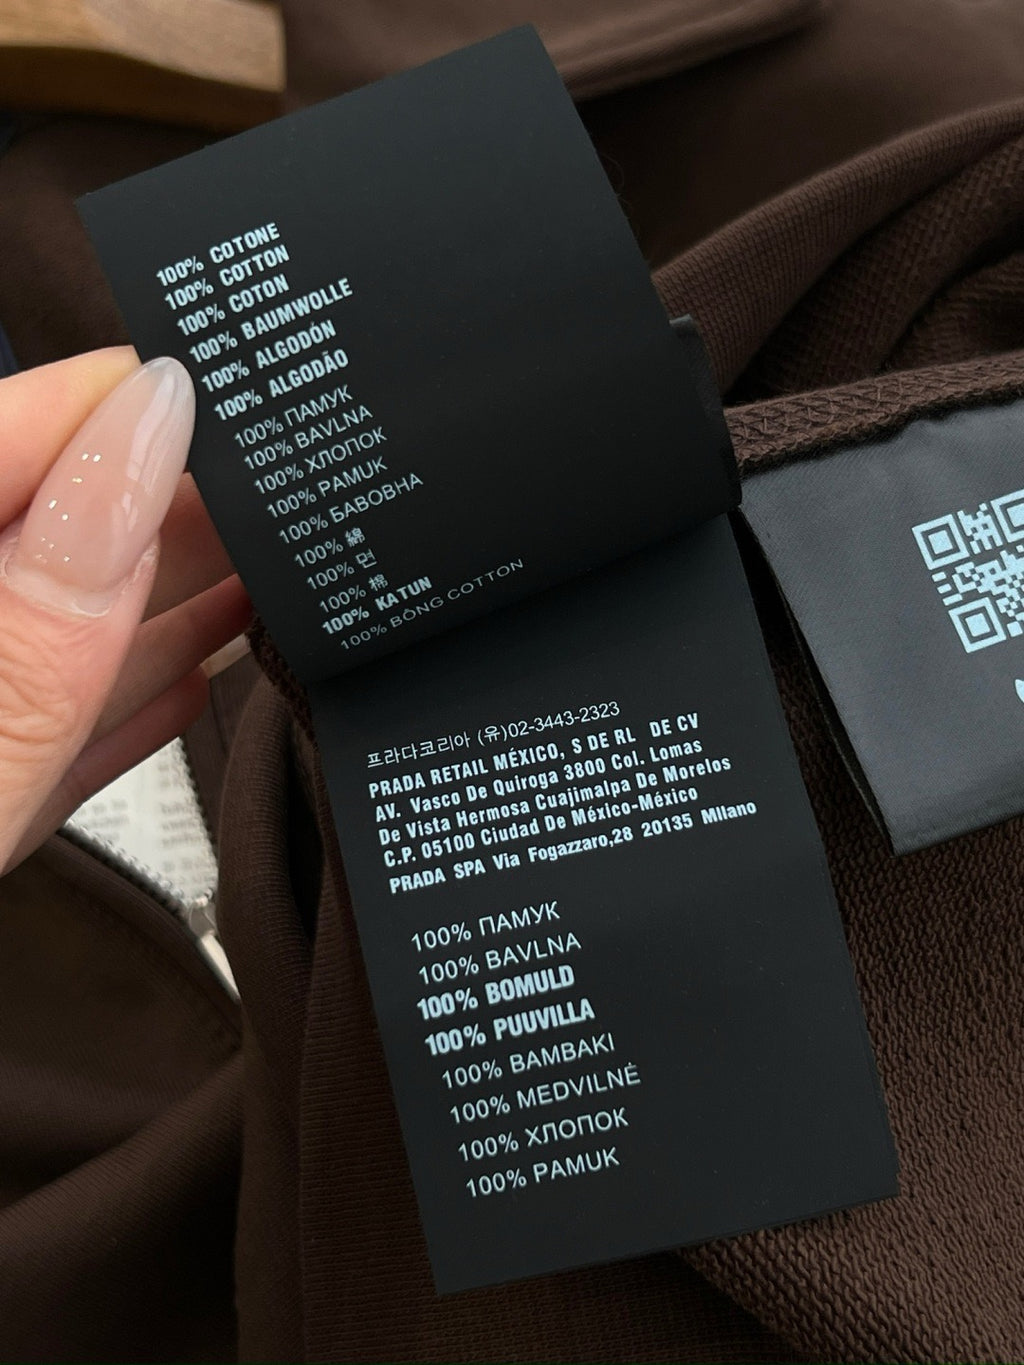 100% COTONE
100% COTTON
100% COTON
100% BAUMWOLLE
100% ALGODÓN
100% ALGODÃO
100% ПАМУК
100% BAVLNA
100% ХЛОПОК
100% PAMUK
100% БАВОВНА
100% 綿
100% 면
100% 棉
100% KATUN
100% BÔNG COTTON
프라다코리아 (유)02-3443-2323
PRADA RETAIL MÉXICO, S DE RL DE CV
AV. Vasco De Quiroga 3800 Col. Lomas
De Vista Hermosa Cuajimalpa De Morelos
C.P. 05100 Ciudad De México-México
PRADA SPA Via Fogazzaro,28 20135 Milano
100% ПАМУК
100% BAVLNA
100% BOMULD
100% PUUVILLA
100% BAMBAKI
100% MEDVILNĖ
100% ХЛОПОК
100% PAMUK